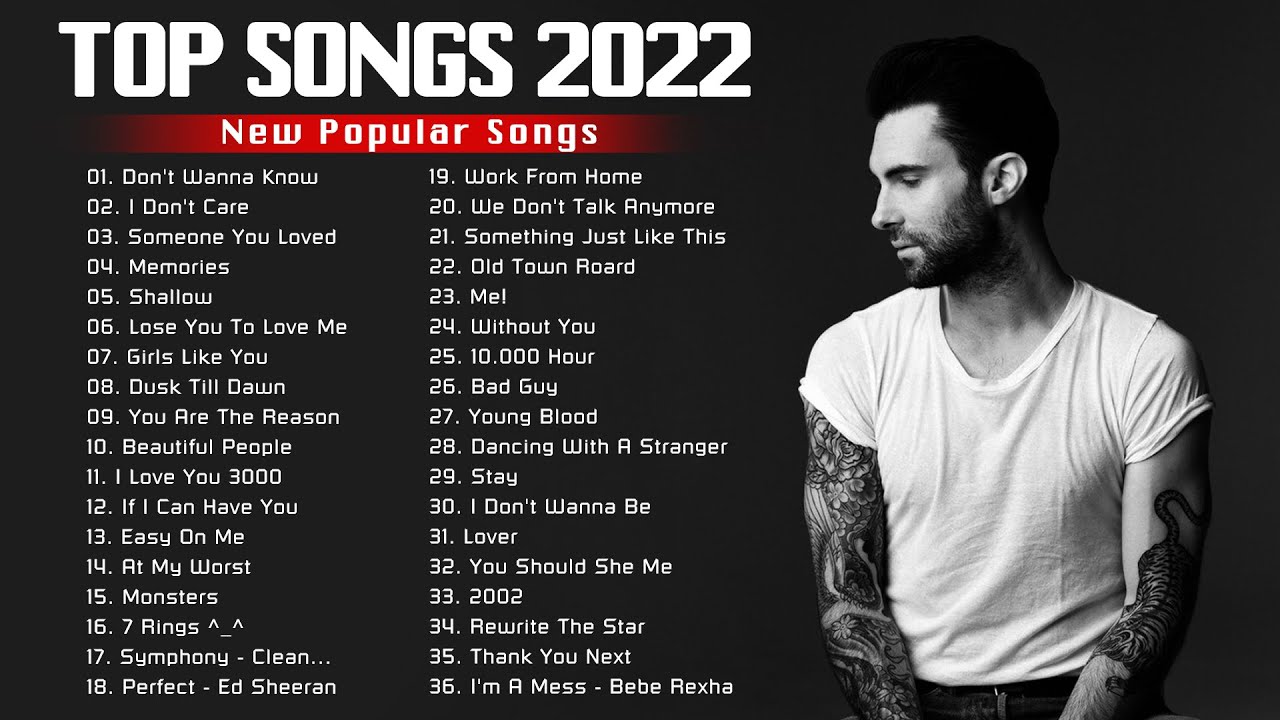 TOP SONGS 2022
New Popular Songs
01. Don't Wanna Know
02. I Don't Care
03. Someone You Loved
04. Memories
05. Shallow
06. Lose You To Love Me
07. Girls Like You
08. Dusk Till Dawn
09. You Are The Reason
10. Beautiful People
11. I Love You 3000
12. If I Can Have You
13. Easy On Me
14. At My Worst
15. Monsters
16. 7 Rings ^_^
17. Symphony - Clean...
18. Perfect - Ed Sheeran
19. Work From Home
20. We Don't Talk Anymore
21. Something Just Like This
22. Old Town Roard
23. Me!
24. Without You
25. 10.000 Hour
26. Bad Guy
27. Young Blood
28. Dancing With A Stranger
29. Stay
30. I Don't Wanna Be
31. Lover
32. You Should She Me
33. 2002
34. Rewrite The Star
35. Thank You Next
36. I'm A Mess - Bebe Rexha